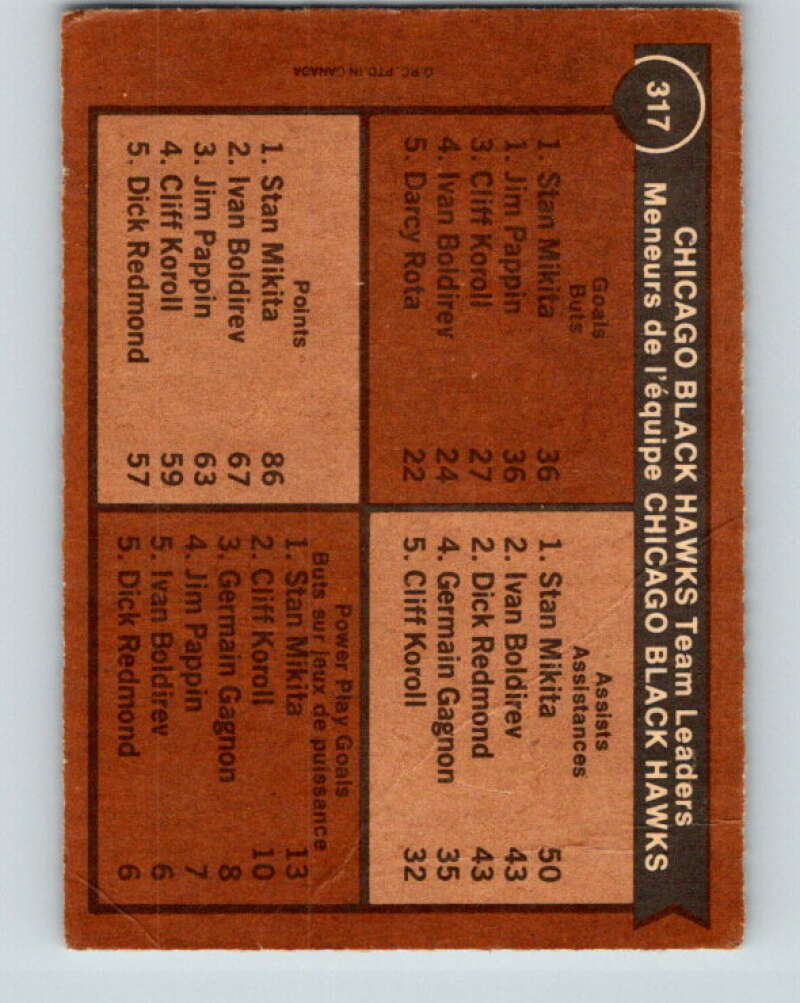 317
CHICAGO BLACK HAWKS Team Leaders
Meneurs de l'équipe CHICAGO BLACK HAWKS
Goals
Buts
1. Stan Mikita 36
1. Jim Pappin 36
3. Cliff Koroll 27
4. Ivan Boldirev 24
5. Darcy Rota 22
Assists
Assistances
1. Stan Mikita 50
2. Ivan Boldirev 43
2. Dick Redmond 43
4. Germain Gagnon 35
5. Cliff Koroll 32
Points
1. Stan Mikita 86
2. Ivan Boldirev 67
3. Jim Pappin 63
4. Cliff Koroll 59
5. Dick Redmond 57
Power Play Goals
Buts sur jeux de puissance
1. Stan Mikita 13
2. Cliff Koroll 10
3. Germain Gagnon 8
4. Jim Pappin 7
5. Ivan Boldirev 6
5. Dick Redmond 6
O.P.C. PTD. IN CANADA